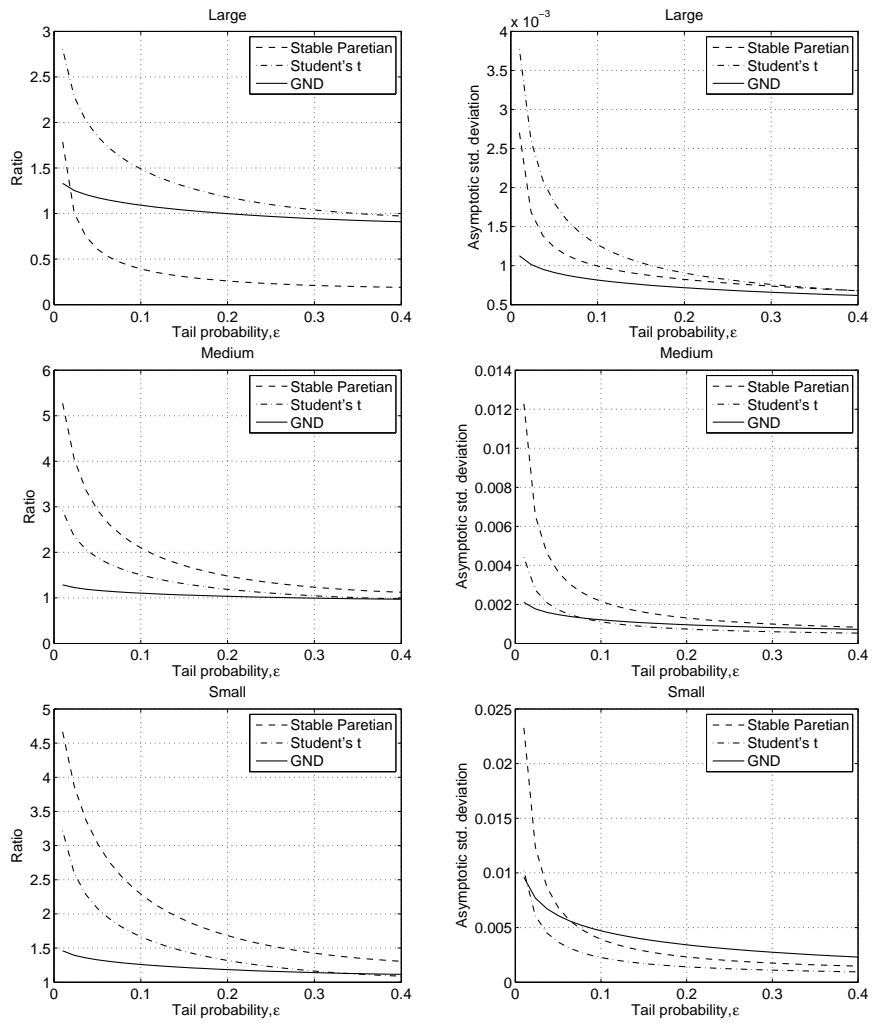 Large
Stable Paretian
Student's t
GND
3
2.5
2
1.5
1
0.5
0
0 0.1 0.2 0.3 0.4
Ratio
Tail probability,ε
Large
x 10⁻³
Stable Paretian
Student's t
GND
4
3.5
3
2.5
2
1.5
1
0.5
0 0.1 0.2 0.3 0.4
Asymptotic std. deviation
Tail probability,ε
Medium
Stable Paretian
Student's t
GND
6
5
4
3
2
1
0
0 0.1 0.2 0.3 0.4
Ratio
Tail probability,ε
Medium
Stable Paretian
Student's t
GND
0.014
0.012
0.01
0.008
0.006
0.004
0.002
0
0 0.1 0.2 0.3 0.4
Asymptotic std. deviation
Tail probability,ε
Small
Stable Paretian
Student's t
GND
5
4.5
4
3.5
3
2.5
2
1.5
1
0 0.1 0.2 0.3 0.4
Ratio
Tail probability,ε
Small
Stable Paretian
Student's t
GND
0.025
0.02
0.015
0.01
0.005
0
0 0.1 0.2 0.3 0.4
Asymptotic std. deviation
Tail probability,ε